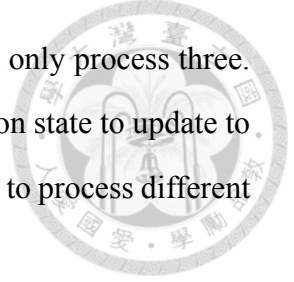 only process three.
on state to update to
to process different